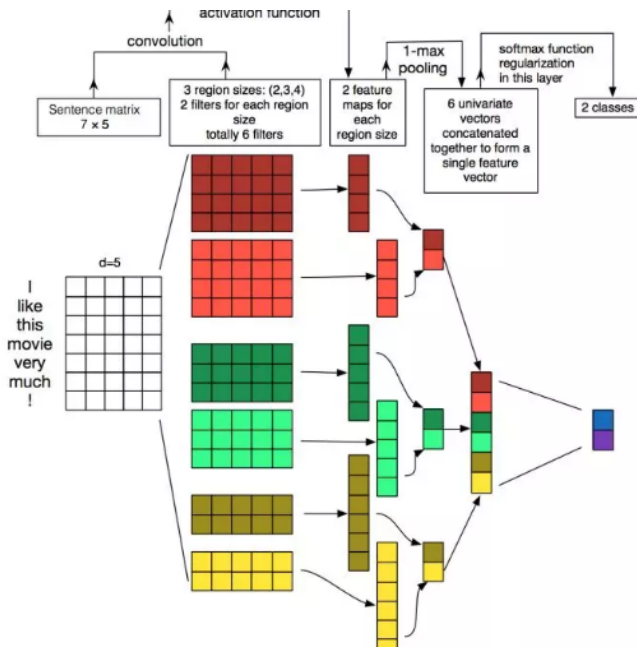 activation function
convolution
1-max
pooling
softmax function
regularization
in this layer
Sentence matrix
7 × 5
3 region sizes: (2,3,4)
2 filters for each region
size
totally 6 filters
2 feature
maps for
each
region size
6 univariate
vectors
concatenated
together to form a
single feature
vector
2 classes
d=5
I
like
this
movie
very
much
!